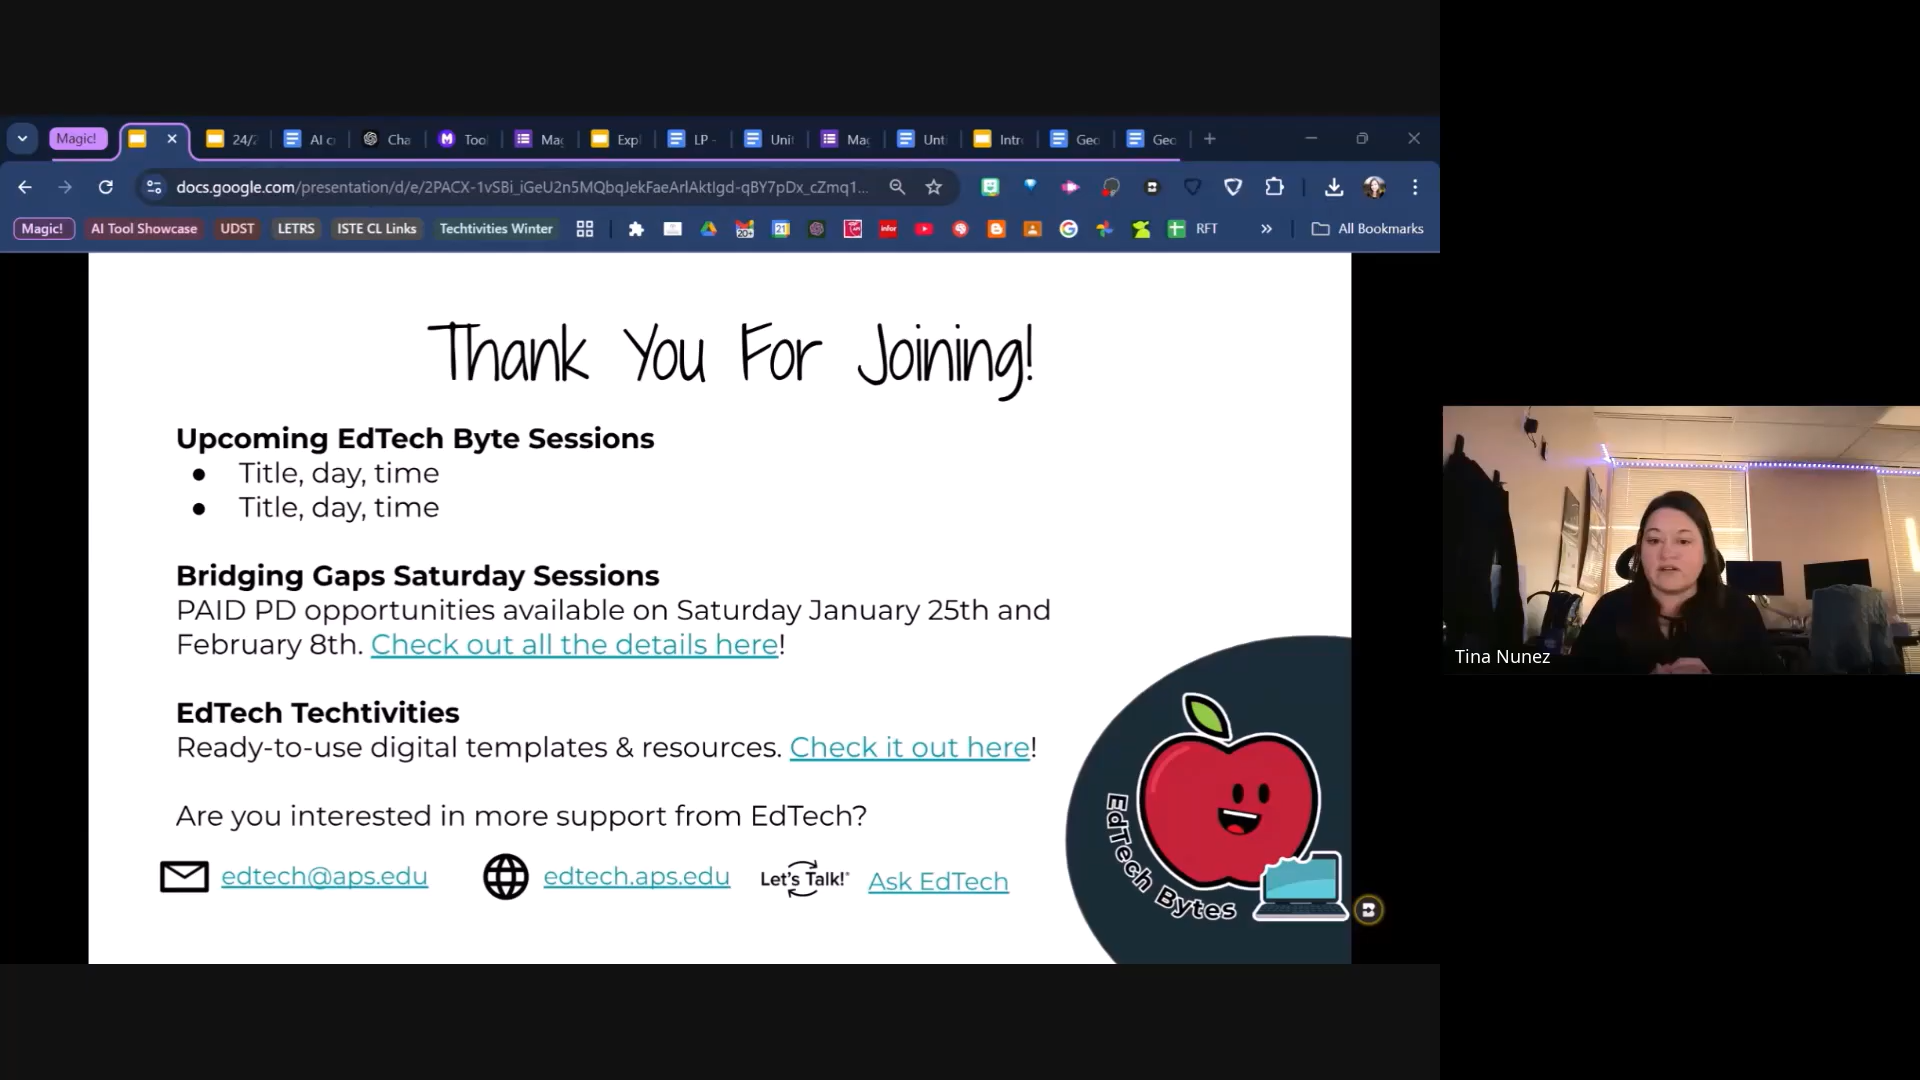 Magic!
24/2
AI c
Cha
Too
Mag
Exp
LP -
Unit
Mag
Unti
Intr
Geo
Geo
docs.google.com/presentation/d/e/2PACX-1vSBi_iGeU2n5MQbqJekFaeArlAktIgd-qBY7pDx_cZmq1...
Magic!
AI Tool Showcase
UDST
LETRS
ISTE CL Links
Techtivities Winter
RFT
All Bookmarks
Thank You For Joining!
Upcoming EdTech Byte Sessions
● Title, day, time
● Title, day, time
Bridging Gaps Saturday Sessions
PAID PD opportunities available on Saturday January 25th and
February 8th. Check out all the details here!
EdTech Techtivities
Ready-to-use digital templates & resources. Check it out here!
Are you interested in more support from EdTech?
edtech@aps.edu
edtech.aps.edu
Let's Talk!
Ask EdTech
EdTech Bytes
Tina Nunez